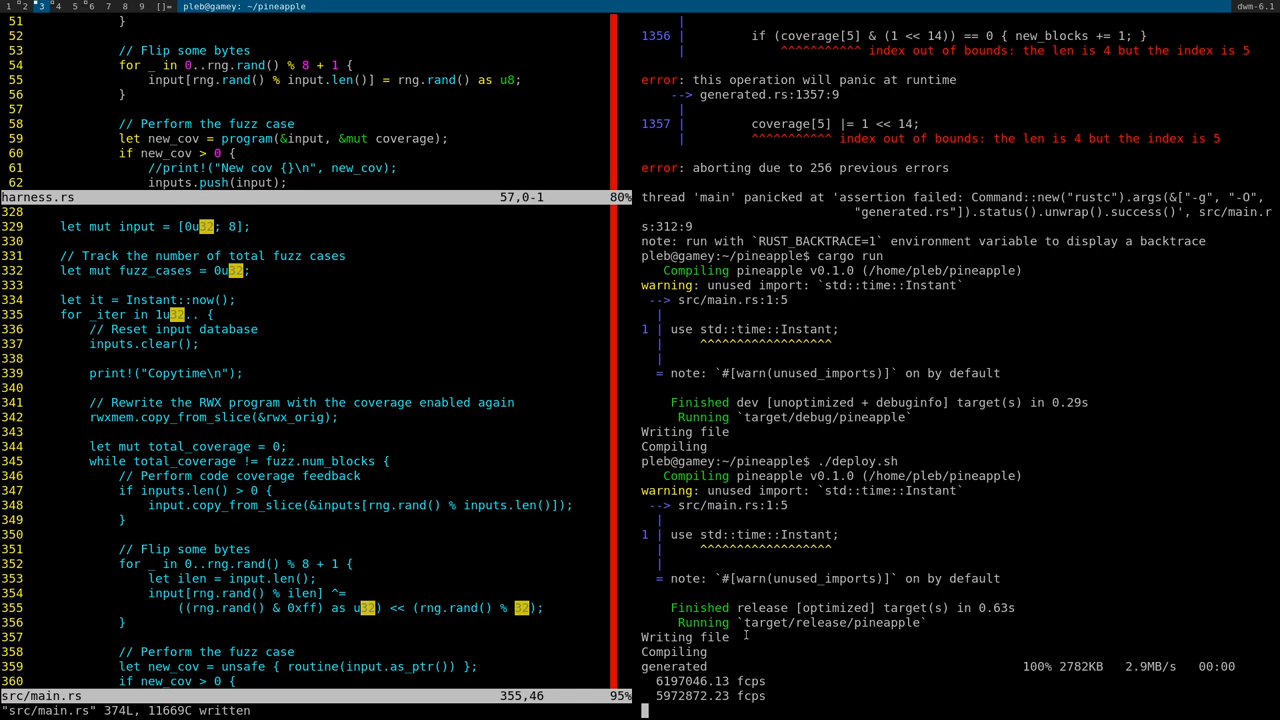 1 2 3 4 5 6 7 8 9 []= pleb@gamey: ~/pineapple dwm-6.1
51             }
52
53             // Flip some bytes
54             for _ in 0..rng.rand() % 8 + 1 {
55                 input[rng.rand() % input.len()] = rng.rand() as u8;
56             }
57
58             // Perform the fuzz case
59             let new_cov = program(&input, &mut coverage);
60             if new_cov > 0 {
61                 //print!("New cov {}\n", new_cov);
62                 inputs.push(input);
harness.rs 57,0-1 80%
328
329     let mut input = [0u32; 8];
330
331     // Track the number of total fuzz cases
332     let mut fuzz_cases = 0u32;
333
334     let it = Instant::now();
335     for _iter in 1u32.. {
336         // Reset input database
337         inputs.clear();
338
339         print!("Copytime\n");
340
341         // Rewrite the RWX program with the coverage enabled again
342         rwxmem.copy_from_slice(&rwx_orig);
343
344         let mut total_coverage = 0;
345         while total_coverage != fuzz.num_blocks {
346             // Perform code coverage feedback
347             if inputs.len() > 0 {
348                 input.copy_from_slice(&inputs[rng.rand() % inputs.len()]);
349             }
350
351             // Flip some bytes
352             for _ in 0..rng.rand() % 8 + 1 {
353                 let ilen = input.len();
354                 input[rng.rand() % ilen] ^=
355                     ((rng.rand() & 0xff) as u32) << (rng.rand() % 32);
356             }
357
358             // Perform the fuzz case
359             let new_cov = unsafe { routine(input.as_ptr()) };
360             if new_cov > 0 {
src/main.rs 355,46 95%
"src/main.rs" 374L, 11669C written
     |
1356 |         if (coverage[5] & (1 << 14)) == 0 { new_blocks += 1; }
     |             ^^^^^^^^^^^ index out of bounds: the len is 4 but the index is 5

error: this operation will panic at runtime
    --> generated.rs:1357:9
     |
1357 |         coverage[5] |= 1 << 14;
     |         ^^^^^^^^^^^ index out of bounds: the len is 4 but the index is 5

error: aborting due to 256 previous errors

thread 'main' panicked at 'assertion failed: Command::new("rustc").args(&["-g", "-O",
                             "generated.rs"]).status().unwrap().success()', src/main.r
s:312:9
note: run with `RUST_BACKTRACE=1` environment variable to display a backtrace
pleb@gamey:~/pineapple$ cargo run
   Compiling pineapple v0.1.0 (/home/pleb/pineapple)
warning: unused import: `std::time::Instant`
 --> src/main.rs:1:5
  |
1 | use std::time::Instant;
  |     ^^^^^^^^^^^^^^^^^^
  |
  = note: `#[warn(unused_imports)]` on by default

    Finished dev [unoptimized + debuginfo] target(s) in 0.29s
     Running `target/debug/pineapple`
Writing file
Compiling
pleb@gamey:~/pineapple$ ./deploy.sh
   Compiling pineapple v0.1.0 (/home/pleb/pineapple)
warning: unused import: `std::time::Instant`
 --> src/main.rs:1:5
  |
1 | use std::time::Instant;
  |     ^^^^^^^^^^^^^^^^^^
  |
  = note: `#[warn(unused_imports)]` on by default

    Finished release [optimized] target(s) in 0.63s
     Running `target/release/pineapple`
Writing file
Compiling
generated 100% 2782KB 2.9MB/s 00:00
  6197046.13 fcps
  5972872.23 fcps